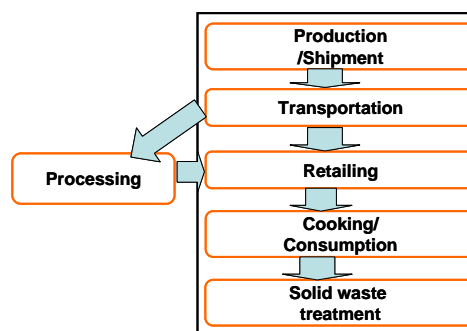 Production
/Shipment
Transportation
Processing
Retailing
Cooking/
Consumption
Solid waste
treatment